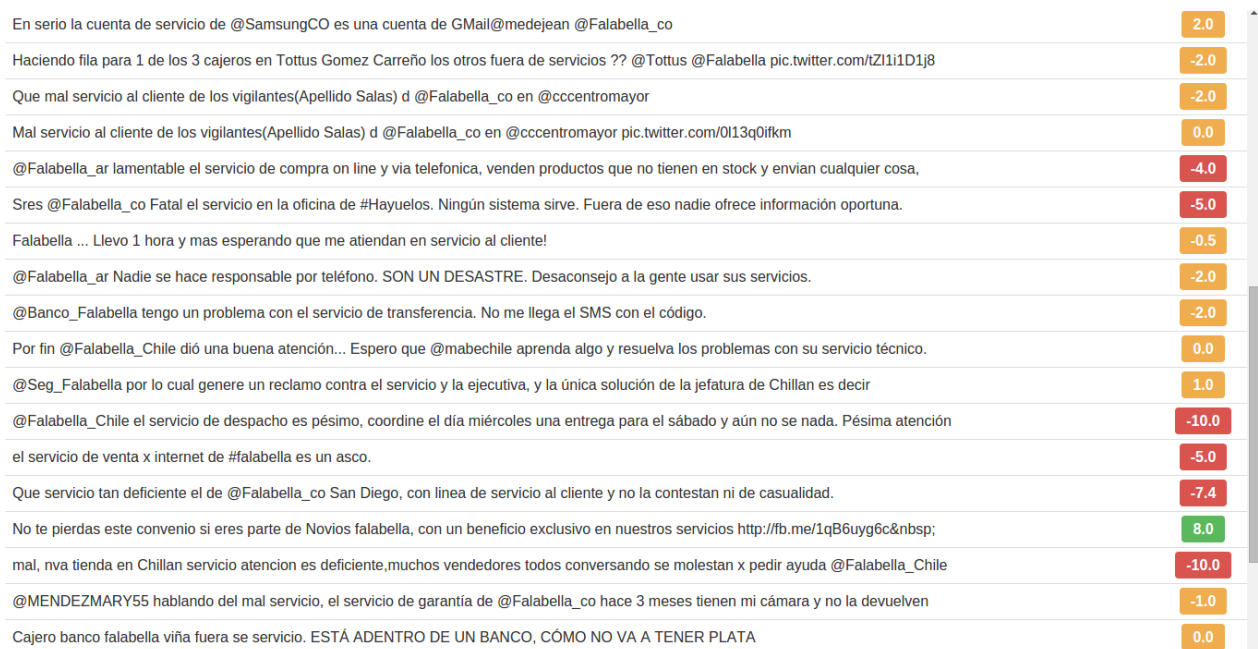 En serio la cuenta de servicio de @SamsungCO es una cuenta de GMail@medejean @Falabella_co 2.0
Haciendo fila para 1 de los 3 cajeros en Tottus Gomez Carreño los otros fuera de servicios ?? @Tottus @Falabella pic.twitter.com/tZl1i1D1j8 -2.0
Que mal servicio al cliente de los vigilantes(Apellido Salas) d @Falabella_co en @cccentromayor -2.0
Mal servicio al cliente de los vigilantes(Apellido Salas) d @Falabella_co en @cccentromayor pic.twitter.com/0l13q0ifkm 0.0
@Falabella_ar lamentable el servicio de compra on line y via telefonica, venden productos que no tienen en stock y envian cualquier cosa, -4.0
Sres @Falabella_co Fatal el servicio en la oficina de #Hayuelos. Ningún sistema sirve. Fuera de eso nadie ofrece información oportuna. -5.0
Falabella ... Llevo 1 hora y mas esperando que me atiendan en servicio al cliente! -0.5
@Falabella_ar Nadie se hace responsable por teléfono. SON UN DESASTRE. Desaconsejo a la gente usar sus servicios. -2.0
@Banco_Falabella tengo un problema con el servicio de transferencia. No me llega el SMS con el código. -2.0
Por fin @Falabella_Chile dió una buena atención... Espero que @mabechile aprenda algo y resuelva los problemas con su servicio técnico. 0.0
@Seg_Falabella por lo cual genere un reclamo contra el servicio y la ejecutiva, y la única solución de la jefatura de Chillan es decir 1.0
@Falabella_Chile el servicio de despacho es pésimo, coordine el día miércoles una entrega para el sábado y aún no se nada. Pésima atención -10.0
el servicio de venta x internet de #falabella es un asco. -5.0
Que servicio tan deficiente el de @Falabella_co San Diego, con linea de servicio al cliente y no la contestan ni de casualidad. -7.4
No te pierdas este convenio si eres parte de Novios falabella, con un beneficio exclusivo en nuestros servicios http://fb.me/1qB6uyg6c&nbsp; 8.0
mal, nva tienda en Chillan servicio atencion es deficiente,muchos vendedores todos conversando se molestan x pedir ayuda @Falabella_Chile -10.0
@MENDEZMARY55 hablando del mal servicio, el servicio de garantía de @Falabella_co hace 3 meses tienen mi cámara y no la devuelven -1.0
Cajero banco falabella viña fuera se servicio. ESTÁ ADENTRO DE UN BANCO, CÓMO NO VA A TENER PLATA 0.0